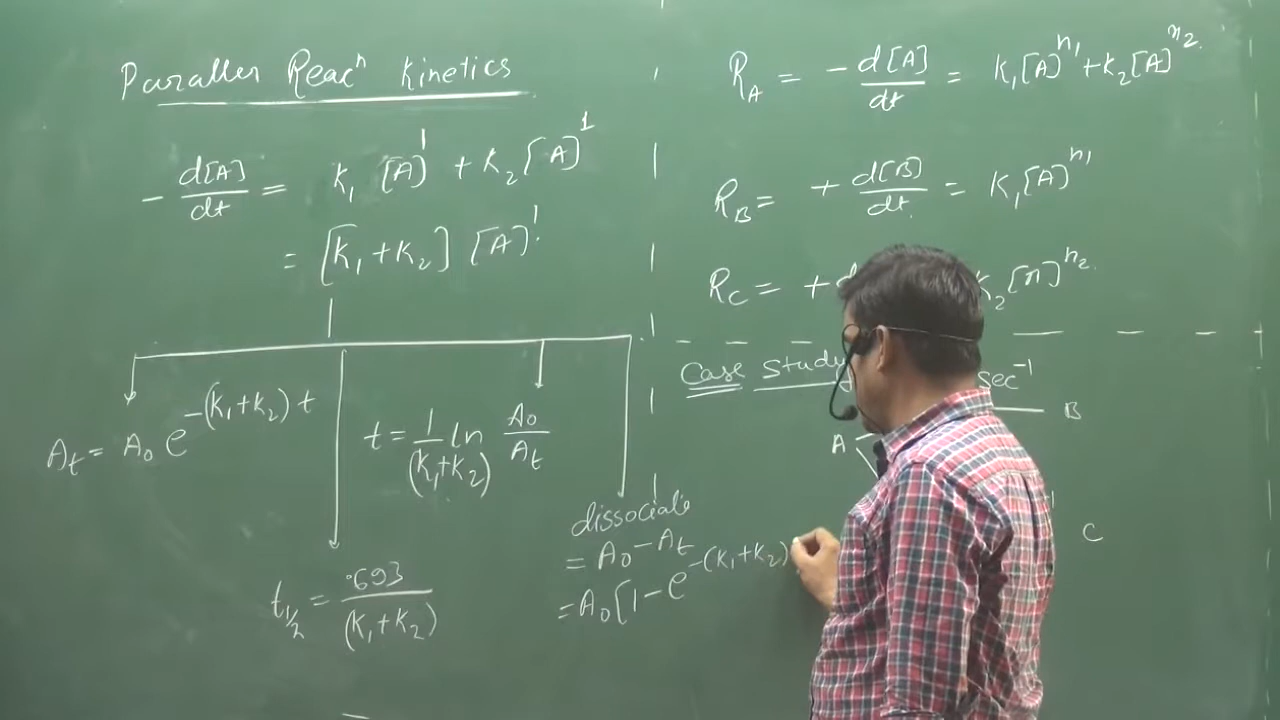 Paraller Reacⁿ Kinetics
- d[A]/dt = K₁ [A]¹ + K₂ [A]¹
= [K₁+K₂] [A]¹.
Aₜ = A₀ e^-(K₁+K₂) t
t = 1/(K₁+K₂) ln A₀/Aₜ
t½ = .693/(K₁+K₂)
dissociate
= A₀ - Aₜ
= A₀[1 - e^-(K₁+K₂)
R_A = - d[A]/dt = K₁[A]^n₁ + K₂[A]^n₂.
R_B = + d[B]/dt. = K₁[A]^n₁
R_C = + d K₂[A]^n₂.
Case Study
Sec⁻¹
B
A
C